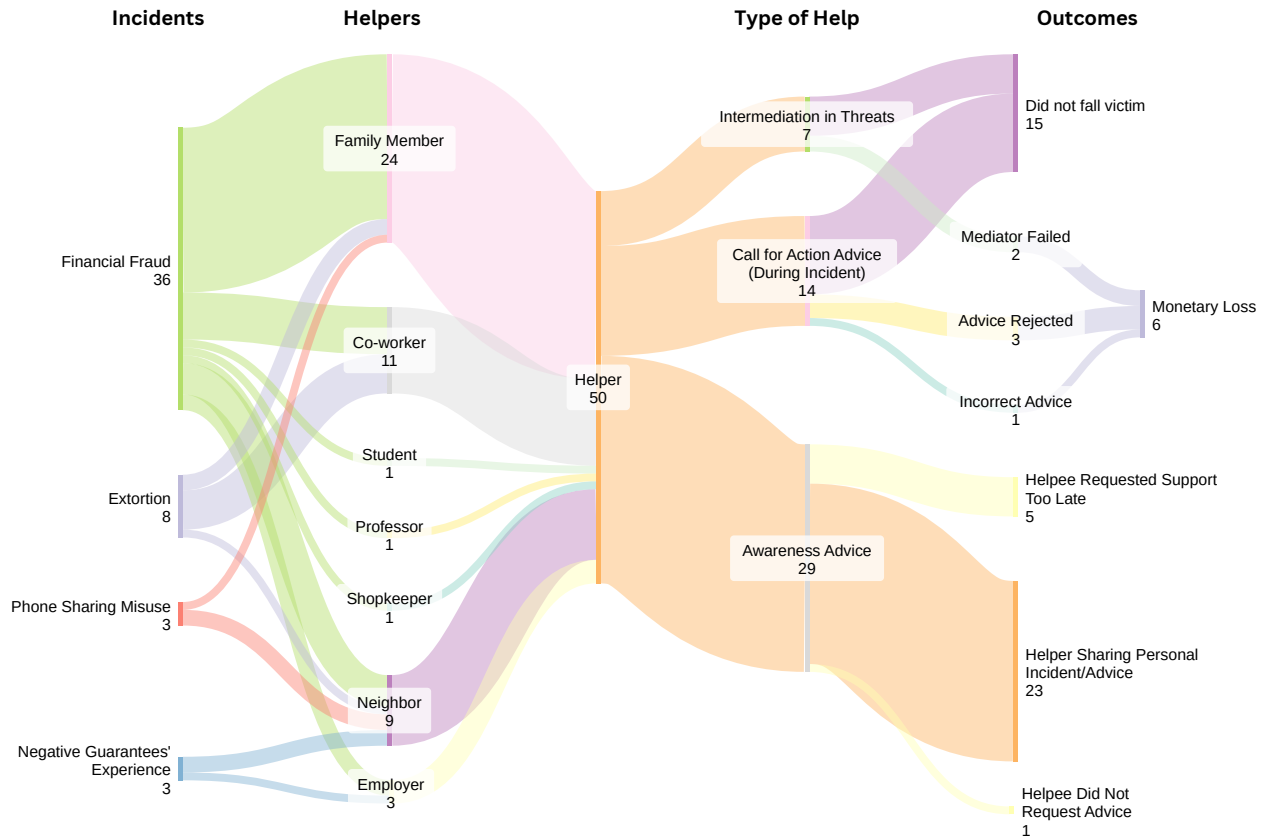 Incidents
Helpers
Type of Help
Outcomes
Financial Fraud
36
Extortion
8
Phone Sharing Misuse
3
Negative Guarantees'
Experience
3
Family Member
24
Co-worker
11
Student
1
Professor
1
Shopkeeper
1
Neighbor
9
Employer
3
Helper
50
Intermediation in Threats
7
Call for Action Advice
(During Incident)
14
Awareness Advice
29
Did not fall victim
15
Mediator Failed
2
Advice Rejected
3
Incorrect Advice
1
Monetary Loss
6
Helpee Requested Support
Too Late
5
Helper Sharing Personal
Incident/Advice
23
Helpee Did Not
Request Advice
1